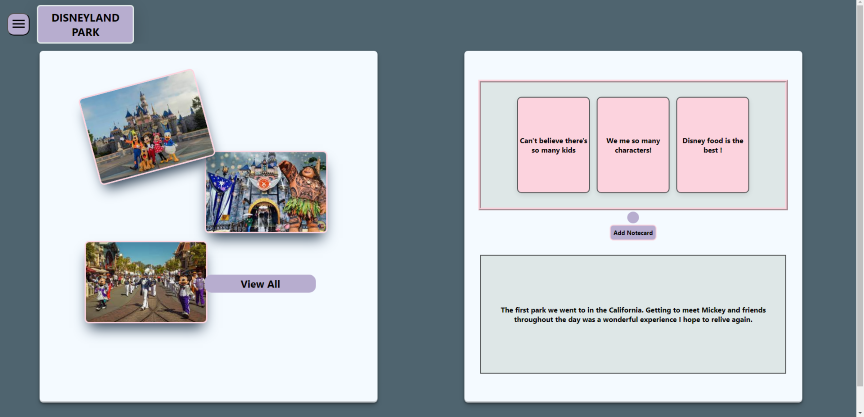 DISNEYLAND
PARK
View All
Can't believe there's
so many kids
We me so many
characters!
Disney food is the
best !
Add Notecard
The first park we went to in the California. Getting to meet Mickey and friends
throughout the day was a wonderful experience I hope to relive again.